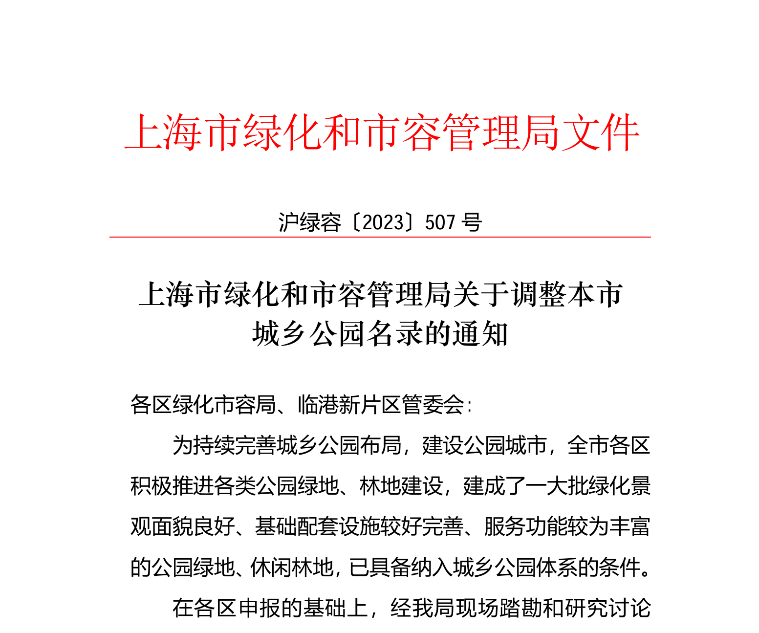 上海市绿化和市容管理局文件
沪绿容〔2023〕507 号
上海市绿化和市容管理局关于调整本市
城乡公园名录的通知
各区绿化市容局、临港新片区管委会：
为持续完善城乡公园布局，建设公园城市，全市各区
积极推进各类公园绿地、林地建设，建成了一大批绿化景
观面貌良好、基础配套设施较好完善、服务功能较为丰富
的公园绿地、休闲林地，已具备纳入城乡公园体系的条件。
在各区申报的基础上，经我局现场踏勘和研究讨论